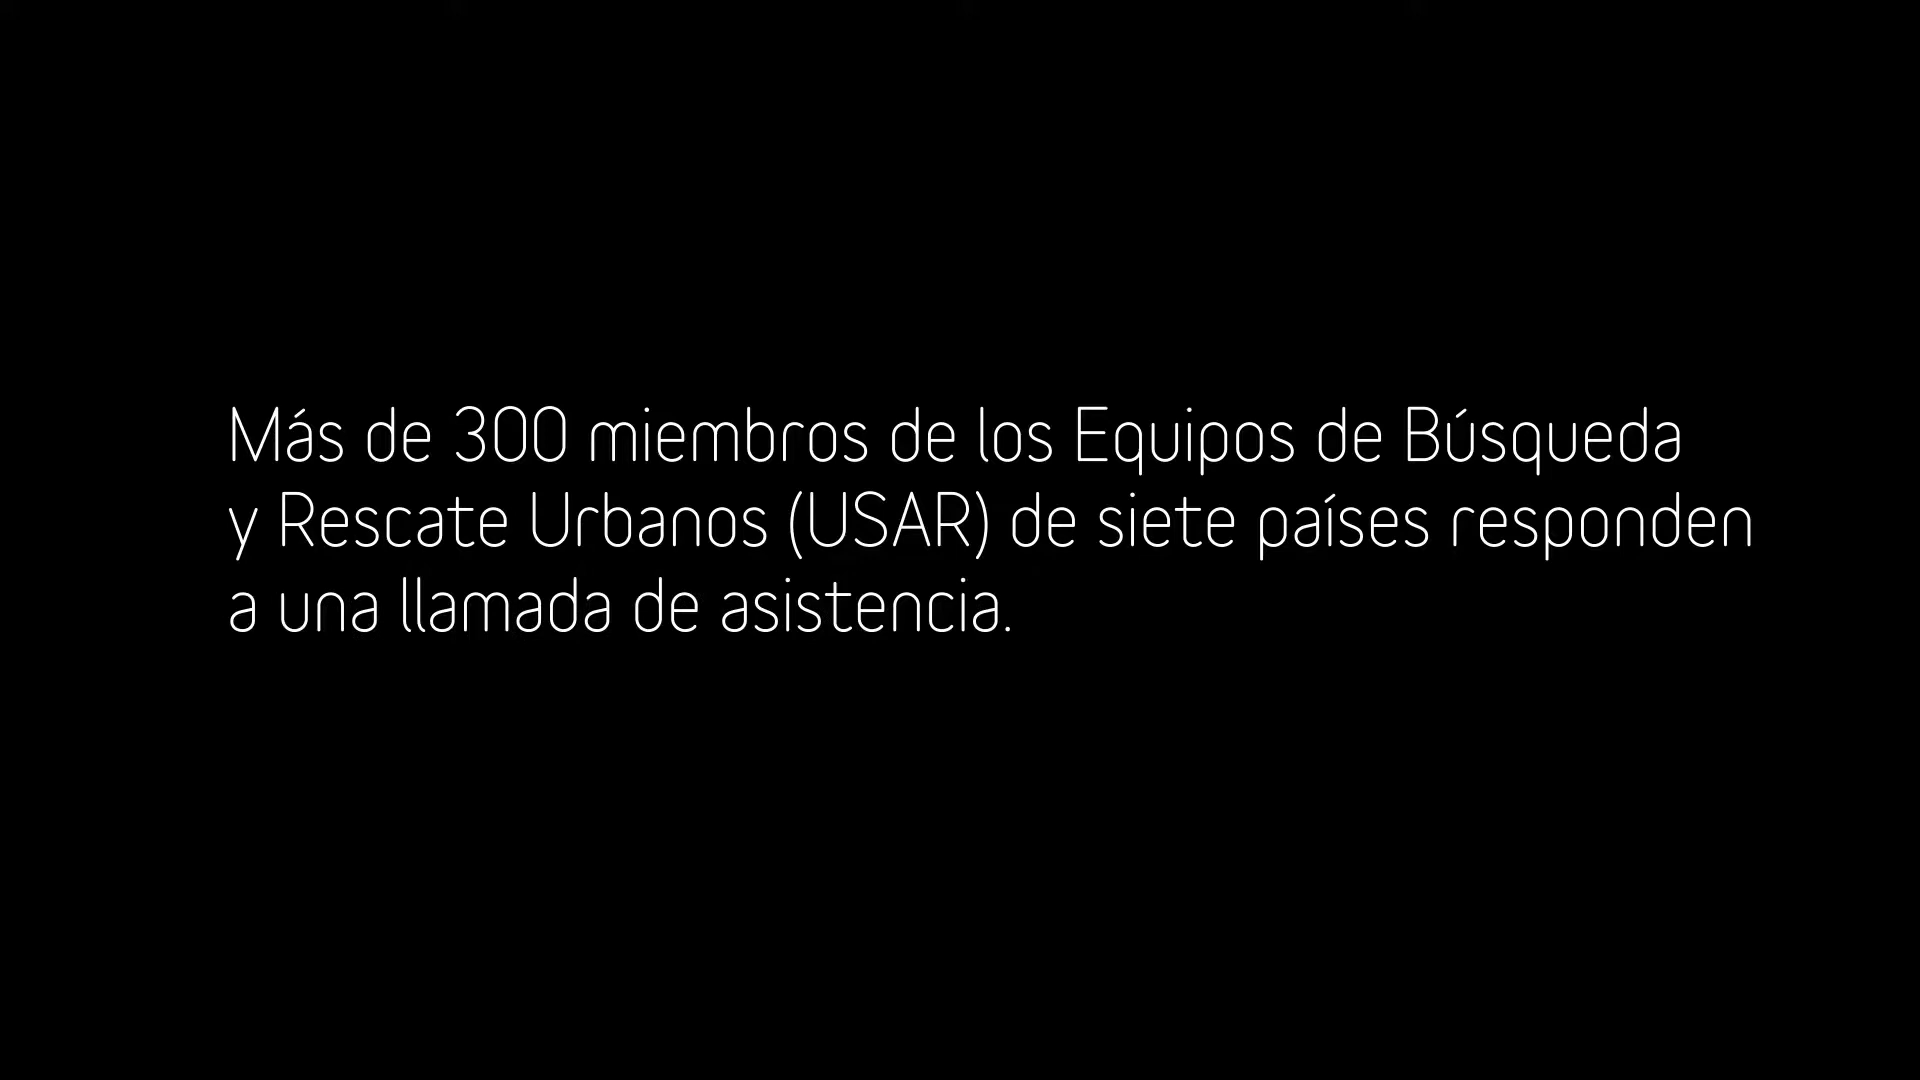 Más de 300 miembros de los Equipos de Búsqueda
y Rescate Urbanos (USAR) de siete países responden
a una llamada de asistencia.